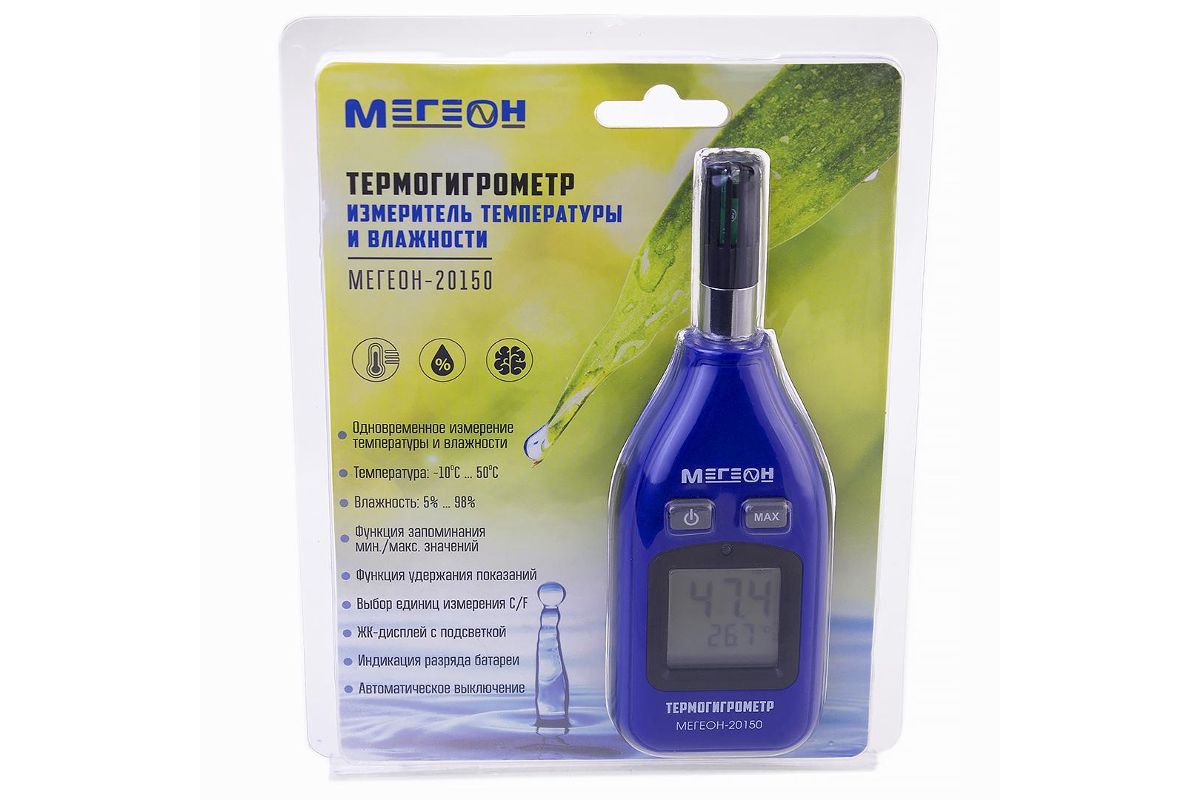 МЕГЕОН
ТЕРМОГИГРОМЕТР
ИЗМЕРИТЕЛЬ ТЕМПЕРАТУРЫ
И ВЛАЖНОСТИ
МЕГЕОН-20150
%
Одновременное измерение
температуры и влажности
Температура: -10°С ... 50°С
Влажность: 5% ... 98%
Функция запоминания
мин./макс. значений
Функция удержания показаний
Выбор единиц измерения C/F
ЖК-дисплей с подсветкой
Индикация разряда батареи
Автоматическое выключение
МЕГЕОН
MAX
47.4
26.7 °C
ТЕРМОГИГРОМЕТР
МЕГЕОН-20150